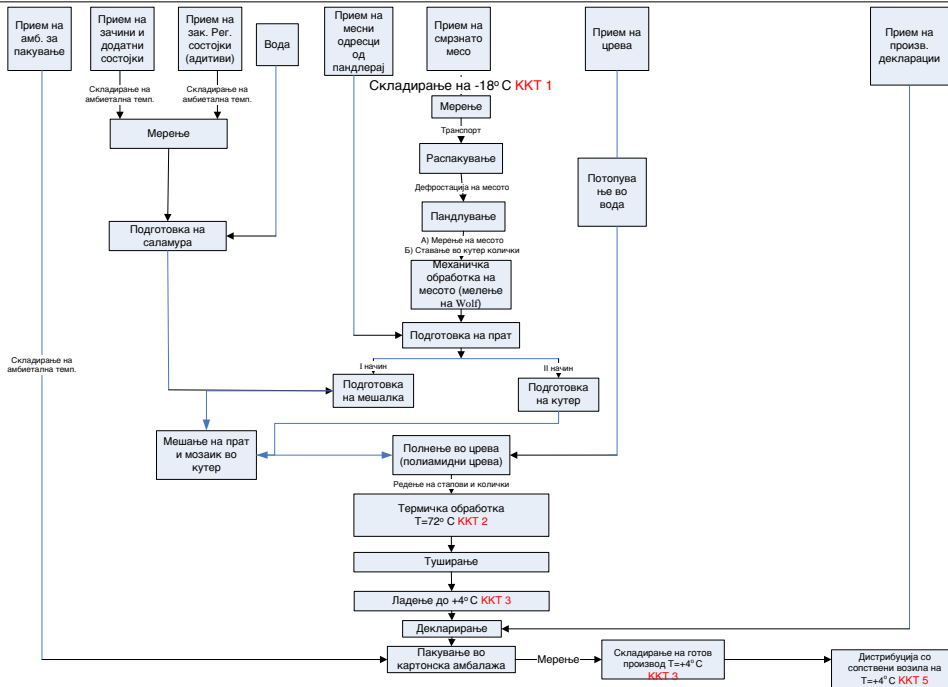 Прием на
амб. за
пакување
Прием на
зачини и
додатни
состојки
Прием на
зак. Рег.
состојки
(адитиви)
Вода
Прием на
месни
одресци
од
пандлерај
Прием на
смрзнато
месо
Прием на
црева
Прием на
произв.
декларации
Складирање на
амбиетална темп.
Складирање на
амбиетална темп.
Складирање на -18º С ККТ 1
Мерење
Мерење
Транспорт
Распакување
Дефростација на месото
Потопува
ње во
вода
Пандлување
Подготовка на
саламура
А) Мерење на месото
Б) Ставање во кутер колички
Механичка
обработка на
месото (мелење
на Wolf)
Подготовка на прат
Складирање на
амбиетална темп.
I начин
II начин
Подготовка
на мешалка
Подготовка
на кутер
Мешање на прат
и мозаик во
кутер
Полнење во црева
(полиамидни црева)
Редење на стапови и колички
Термичка обработка
Т=72º С ККТ 2
Туширање
Ладење до +4º С ККТ 3
Декларирање
Пакување во
картонска амбалажа
Мерење
Складирање на готов
производ Т=+4º С
ККТ 3
Дистрибуција со
сопствени возила на
Т=+4º С ККТ 5